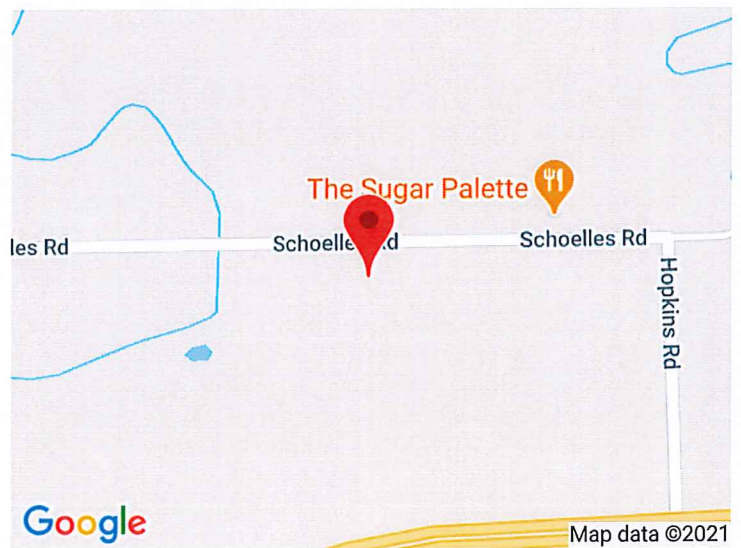 The Sugar Palette
les Rd
Schoelle
d
Schoelles Rd
Hopkins Rd
Google
Map data ©2021